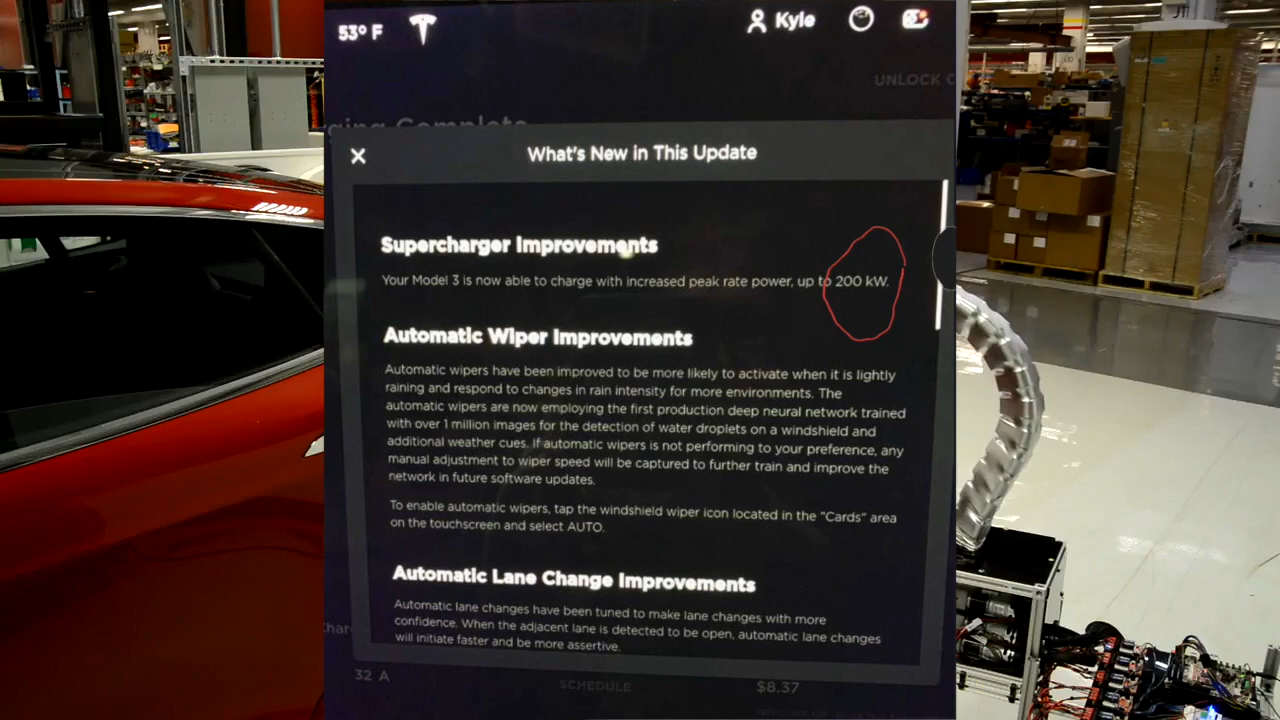 53° F
Kyle
UNLOCK
ging Complete
What's New in This Update
Supercharger Improvements
Your Model 3 is now able to charge with increased peak rate power, up to 200 kW.
Automatic Wiper Improvements
Automatic wipers have been improved to be more likely to activate when it is lightly
raining and respond to changes in rain intensity for more environments. The
automatic wipers are now employing the first production deep neural network trained
with over 1 million images for the detection of water droplets on a windshield and
additional weather cues. If automatic wipers is not performing to your preference, any
manual adjustment to wiper speed will be captured to further train and improve the
network in future software updates.
To enable automatic wipers, tap the windshield wiper icon located in the "Cards" area
on the touchscreen and select AUTO.
Automatic Lane Change Improvements
Automatic lane changes have been tuned to make lane changes with more
confidence. When the adjacent lane is detected to be open, automatic lane changes
will initiate faster and be more assertive.
32 A
SCHEDULE
$8.37